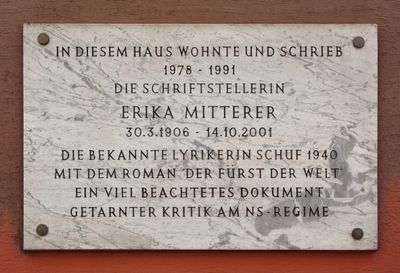 IN DIESEM HAUS WOHNTE UND SCHRIEB
1978 - 1991
DIE SCHRIFTSTELLERIN
ERIKA MITTERER
30.3.1906 - 14.10.2001
DIE BEKANNTE LYRIKERIN SCHUF 1940
MIT DEM ROMAN "DER FÜRST DER WELT"
EIN VIEL BEACHTETES DOKUMENT
GETARNTER KRITIK AM NS-REGIME